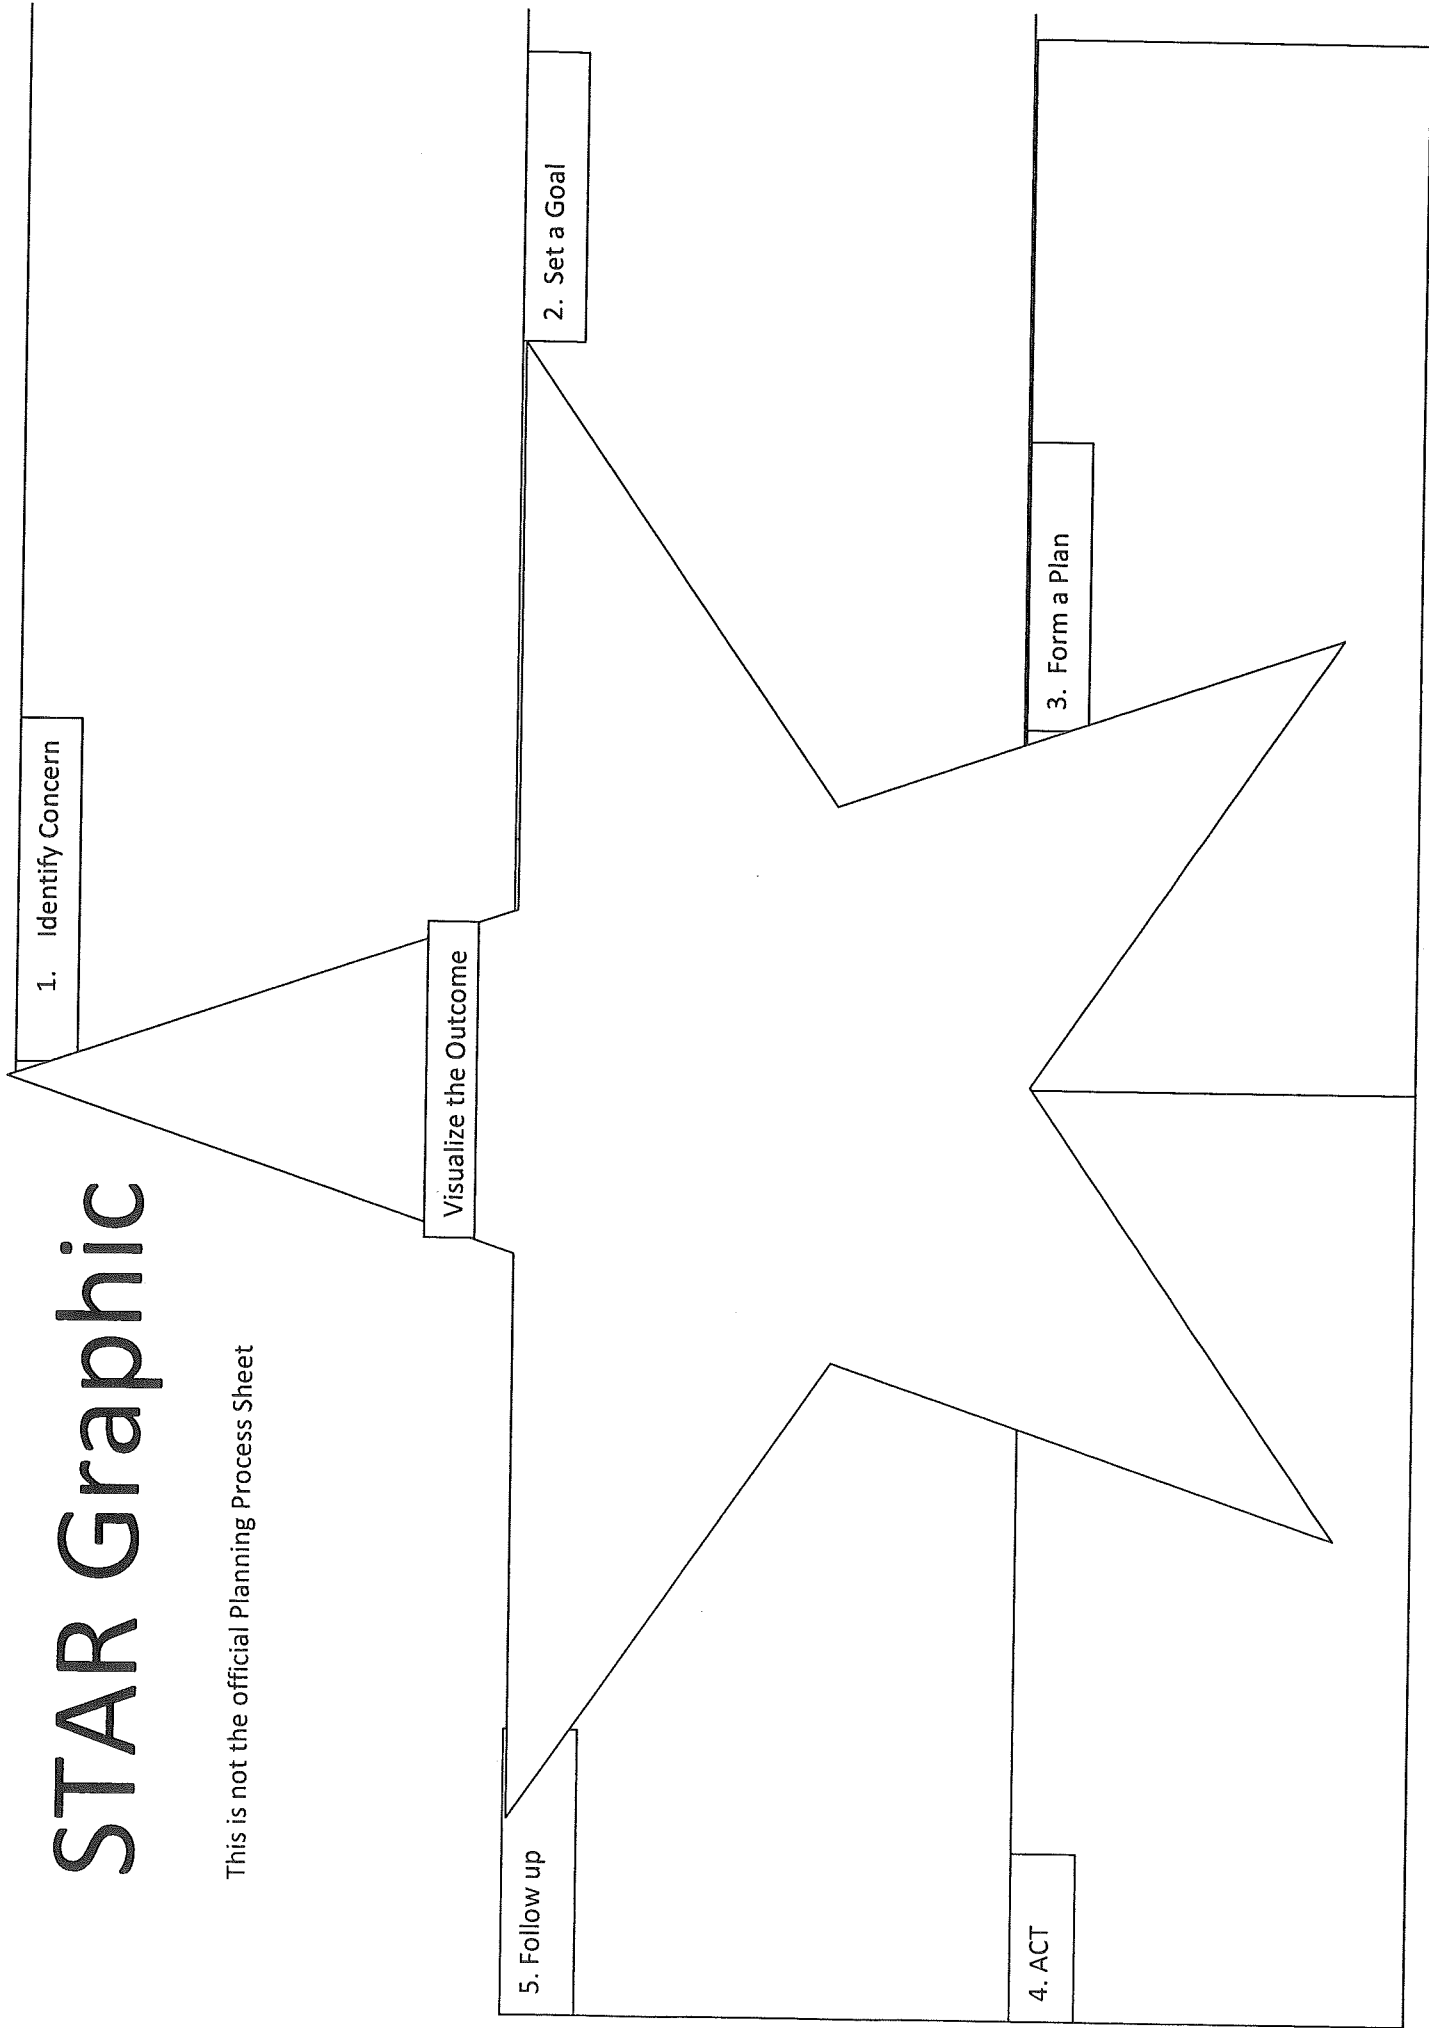 STAR Graphic
This is not the official Planning Process Sheet
1. Identify Concern
Visualize the Outcome
2. Set a Goal
3. Form a Plan
4. ACT
5. Follow up